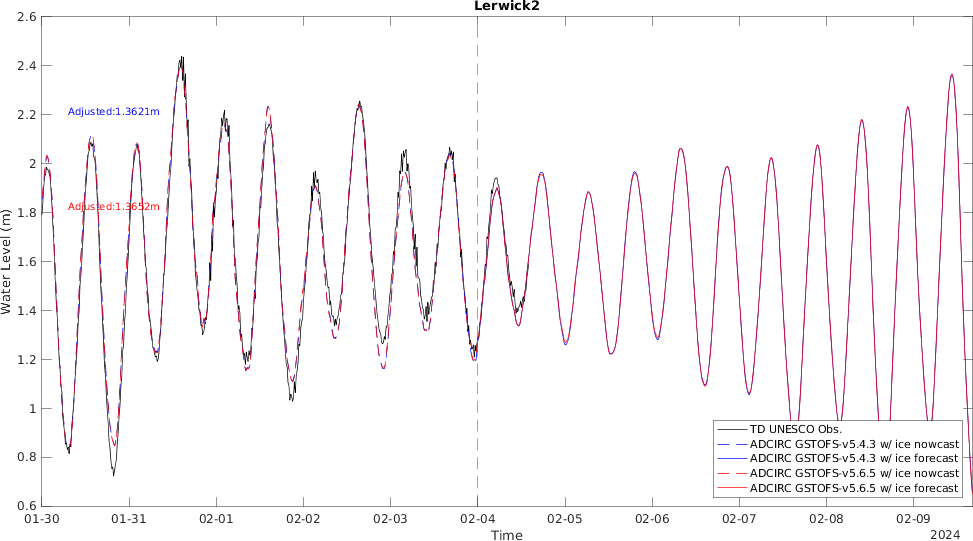 Lerwick2
2.6
2.4
2.2
2
1.8
1.6
1.4
1.2
1
0.8
0.6
Water Level (m)
Adjusted:1.3621m
Adjusted:1.3652m
TD UNESCO Obs.
ADCIRC GSTOFS-v5.4.3 w/ ice nowcast
ADCIRC GSTOFS-v5.4.3 w/ ice forecast
ADCIRC GSTOFS-v5.6.5 w/ ice nowcast
ADCIRC GSTOFS-v5.6.5 w/ ice forecast
01-30 01-31 02-01 02-02 02-03 02-04 02-05 02-06 02-07 02-08 02-09
Time
2024